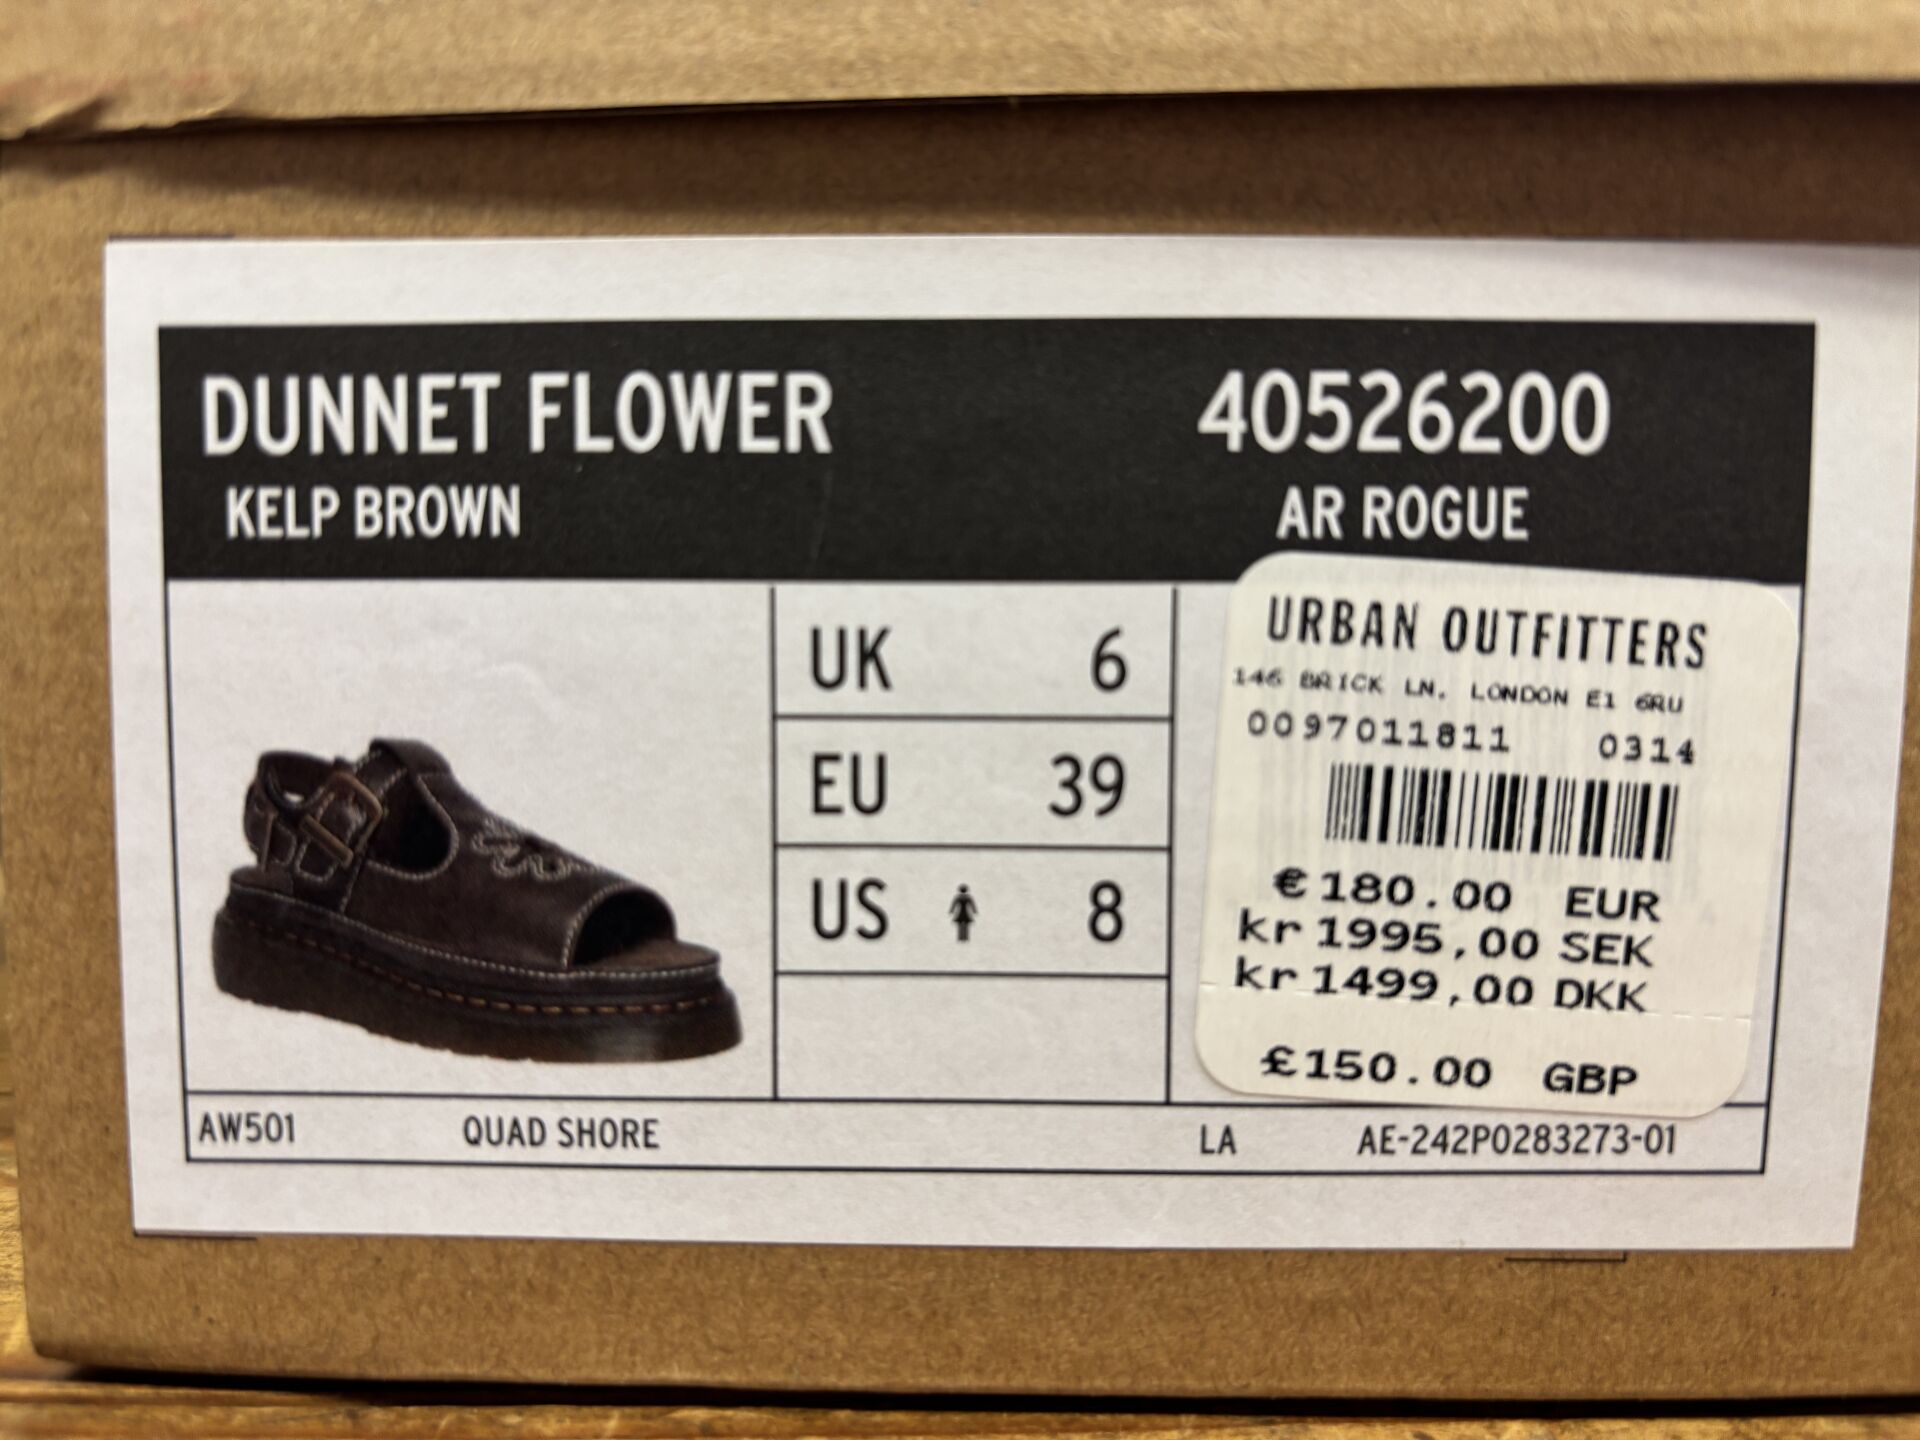 DUNNET FLOWER 40526200
KELP BROWN AR ROGUE
UK 6
EU 39
US 8
URBAN OUTFITTERS
146 BRICK LN. LONDON E1 6RU
0097011811 0314
€180.00 EUR
kr1995,00 SEK
kr1499,00 DKK
£150.00 GBP
AW501 QUAD SHORE LA AE-242P0283273-01